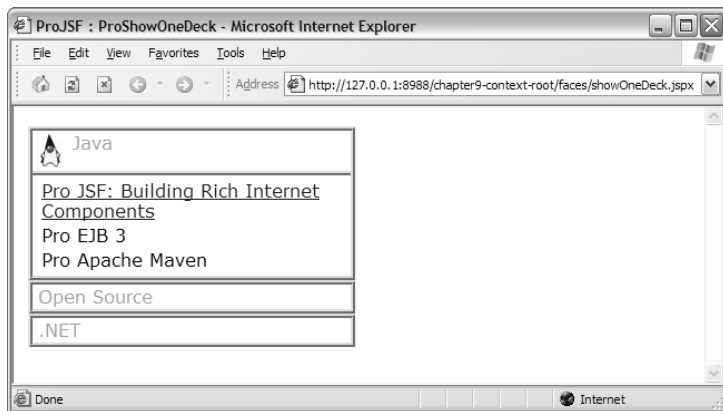 ProJSF : ProShowOneDeck - Microsoft Internet Explorer
File Edit View Favorites Tools Help
Address http://127.0.0.1:8988/chapter9-context-root/faces/showOneDeck.jspx
Java
Pro JSF: Building Rich Internet
Components
Pro EJB 3
Pro Apache Maven
Open Source
.NET
Done Internet